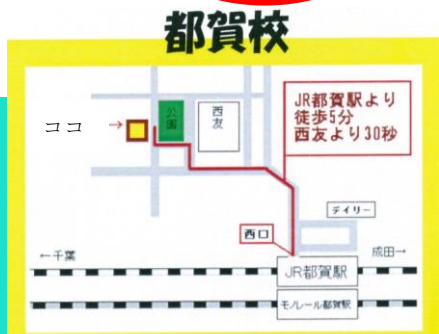 都賀校
JR都賀駅より
徒歩5分
西友より30秒
公園
西友
ココ →
デイリー
西口
←千葉
成田→
JR都賀駅
モノレール都賀駅